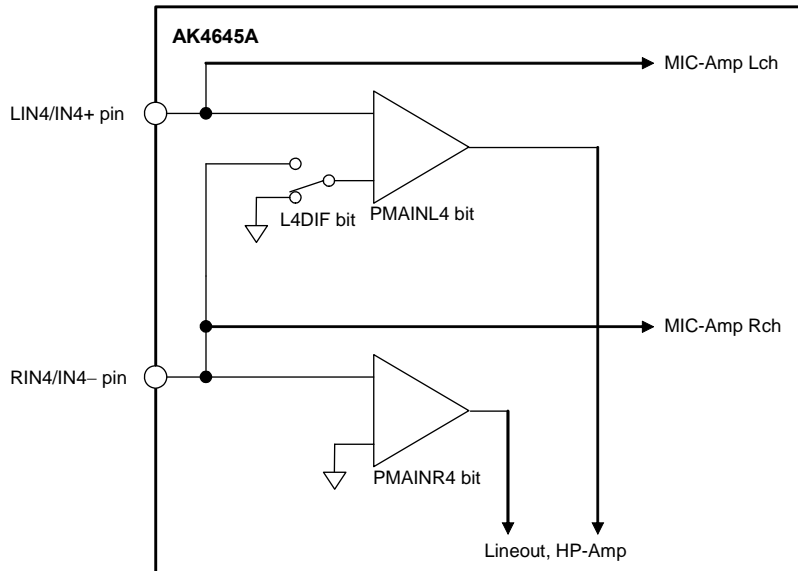 AK4645A
MIC-Amp Lch
LIN4/IN4+ pin
L4DIF bit
PMAINL4 bit
MIC-Amp Rch
RIN4/IN4− pin
PMAINR4 bit
Lineout, HP-Amp